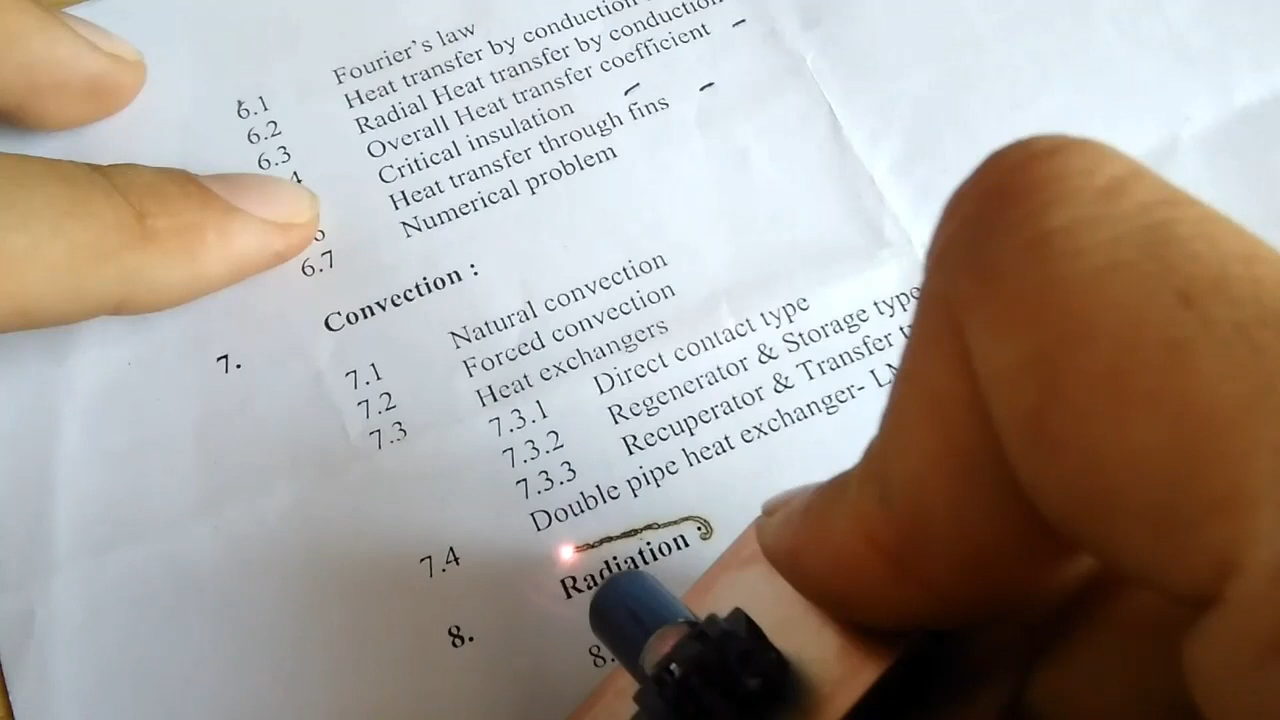 Fourier's law
6.1 Heat transfer by conduction
6.2 Radial Heat transfer by conduction
6.3 Overall Heat transfer coefficient
4 Critical insulation
Heat transfer through fins
6.7 Numerical problem
7. Convection :
7.1 Natural convection
7.2 Forced convection
7.3 Heat exchangers
7.3.1 Direct contact type
7.3.2 Regenerator & Storage type
7.3.3 Recuperator & Transfer
7.4 Double pipe heat exchanger-
8. Radiation :
8.